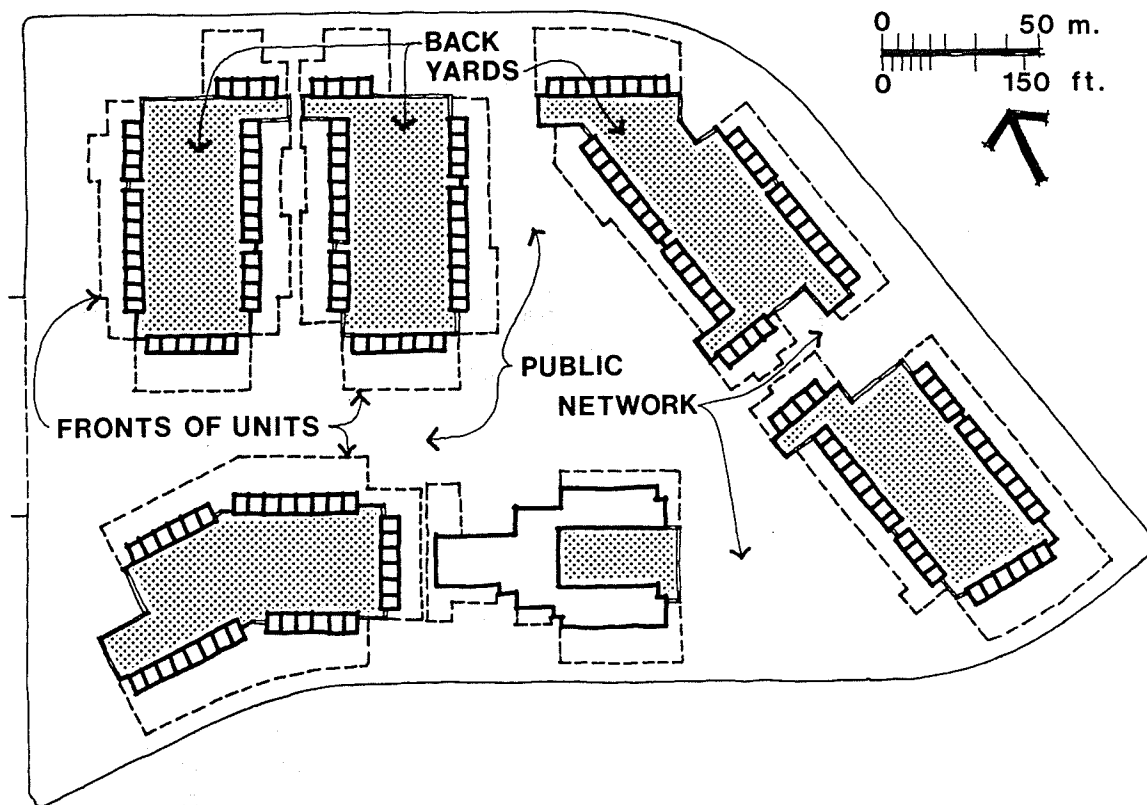 BACK
YARDS
0 50 m.
0 150 ft.
PUBLIC
NETWORK
FRONTS OF UNITS